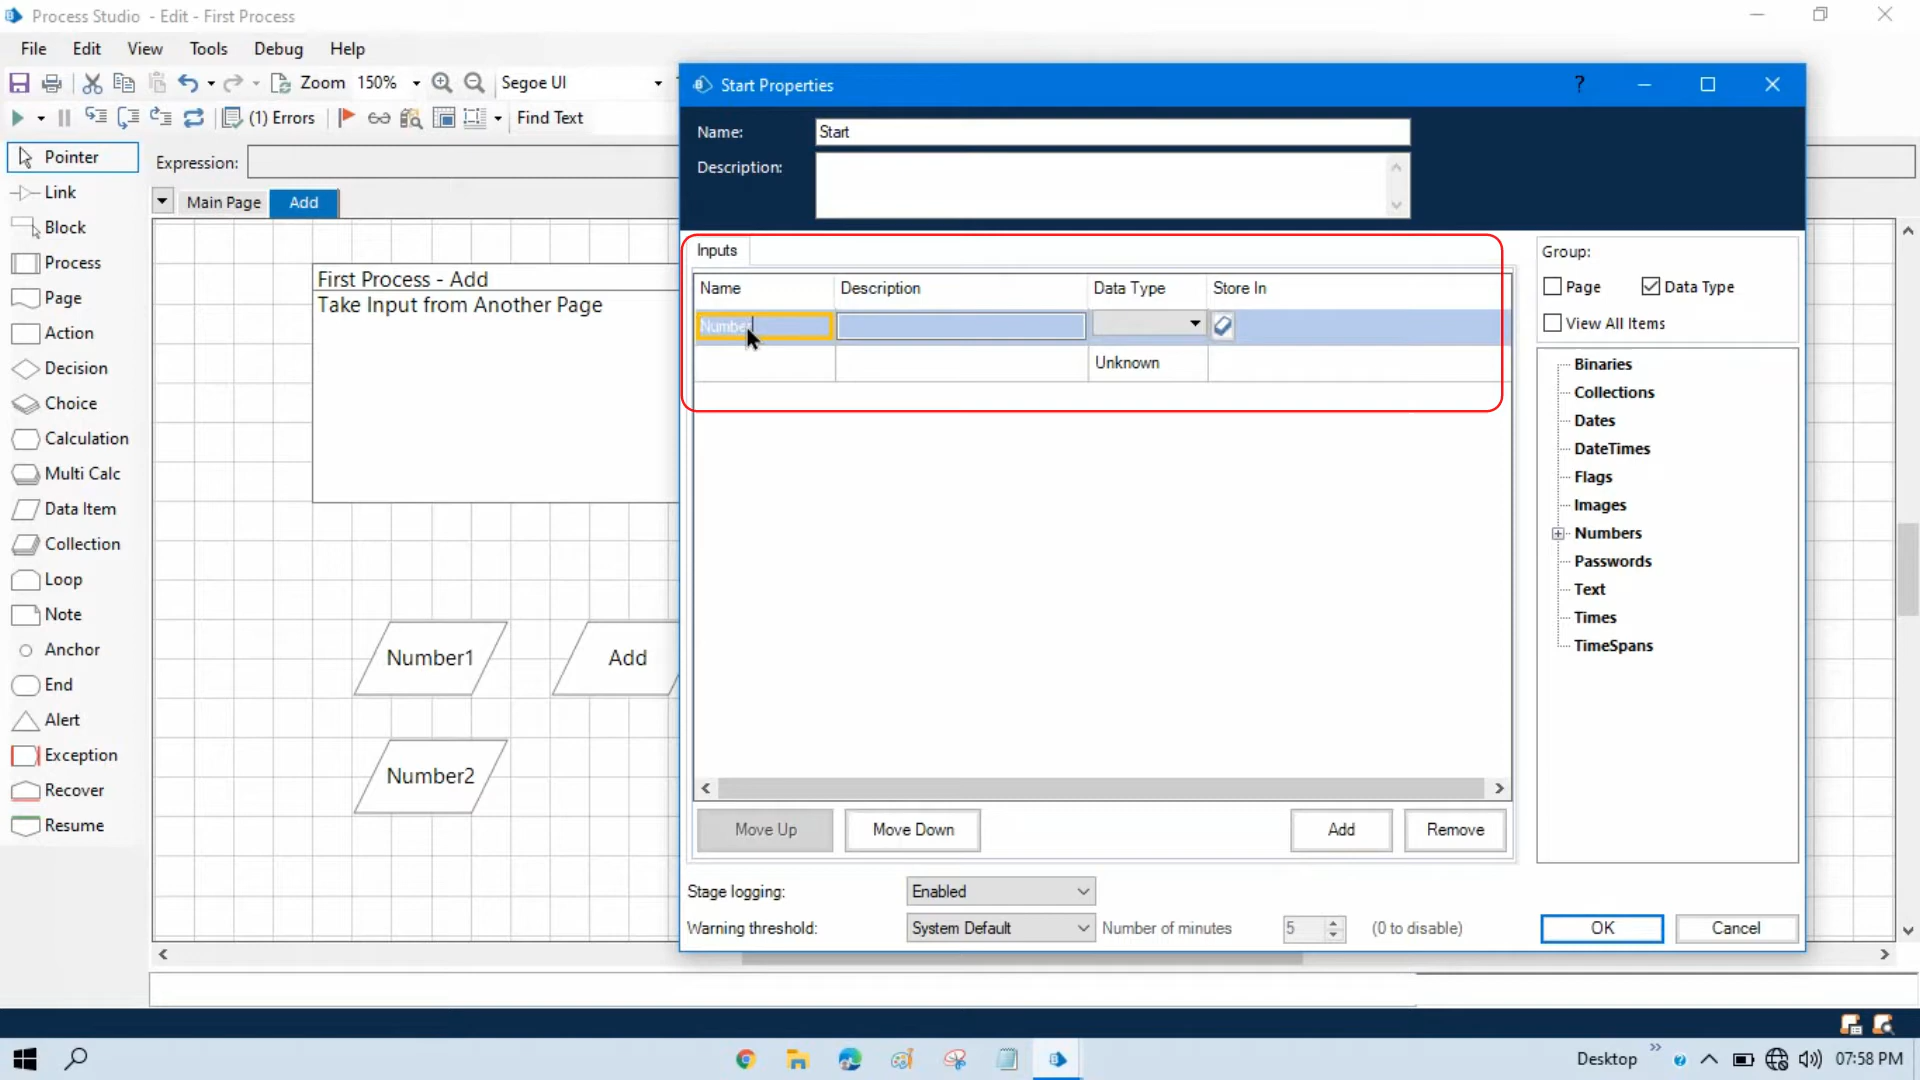 Process Studio - Edit - First Process
File Edit View Tools Debug Help
Zoom 150% Segoe UI
(1) Errors Find Text
Pointer
Link
Block
Process
Page
Action
Decision
Choice
Calculation
Multi Calc
Data Item
Collection
Loop
Note
Anchor
End
Alert
Exception
Recover
Resume
Expression:
Main Page Add
First Process - Add
Take Input from Another Page
Number1
Add
Number2
Start Properties ?
Name: Start
Description:
Inputs
Name Description Data Type Store In
Number
Unknown
Move Up Move Down Add Remove
Stage logging: Enabled
Warning threshold: System Default Number of minutes 5 (0 to disable)
Group:
Page Data Type
View All Items
Binaries
Collections
Dates
DateTimes
Flags
Images
Numbers
Passwords
Text
Times
TimeSpans
OK Cancel
Desktop 07:58 PM